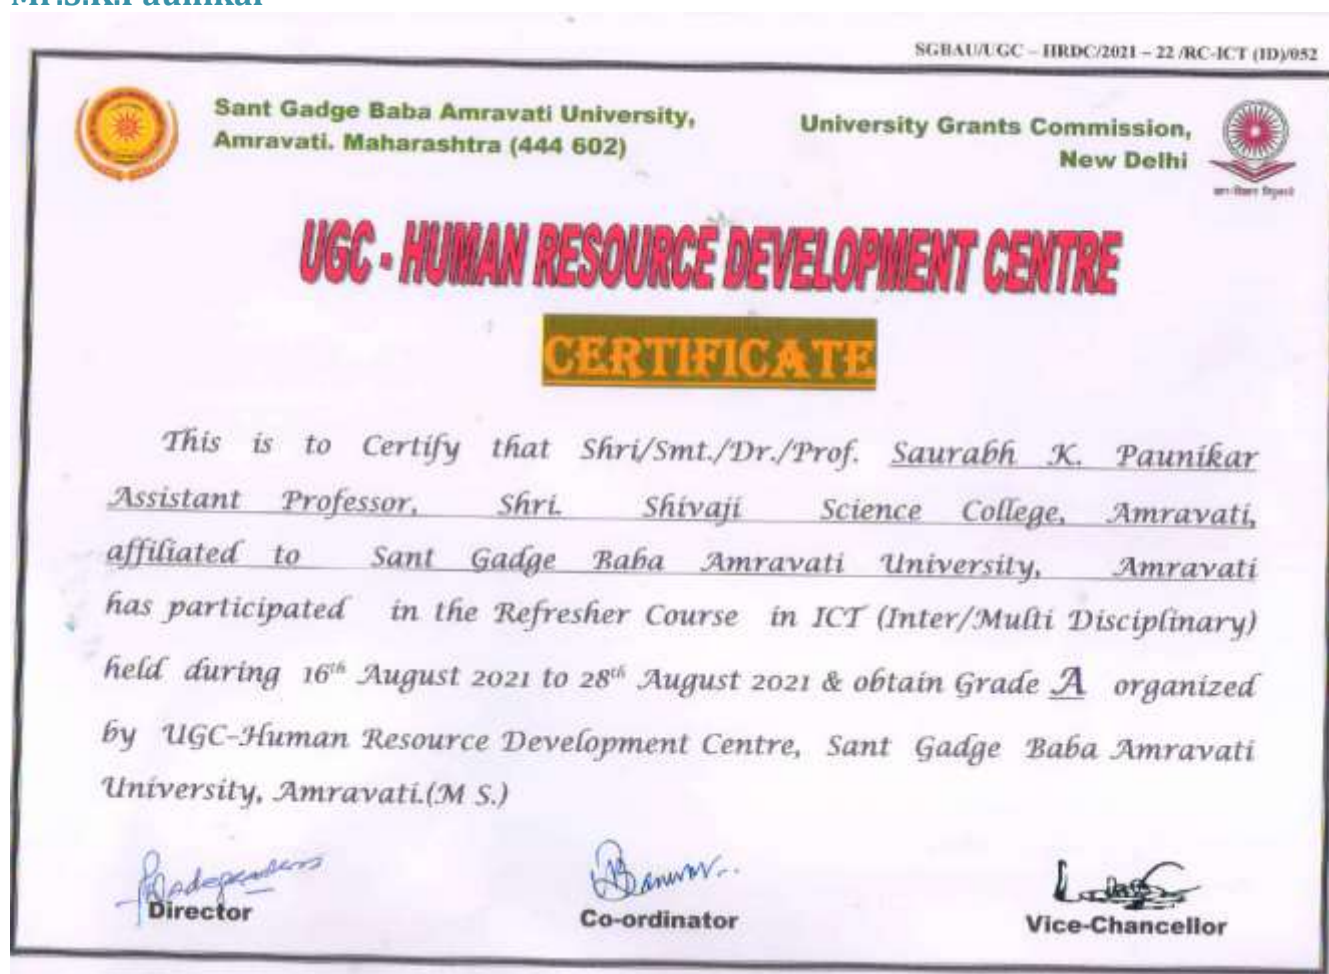 Mr.S.K.Paunikar
SGBAU/UGC – HRDC/2021 – 22 /RC-ICT (ID)/052
Sant Gadge Baba Amravati University,
Amravati. Maharashtra (444 602)
University Grants Commission,
New Delhi
UGC - HUMAN RESOURCE DEVELOPMENT CENTRE
CERTIFICATE
This is to Certify that Shri/Smt./Dr./Prof. Saurabh K. Paunikar
Assistant Professor, Shri. Shivaji Science College, Amravati,
affiliated to Sant Gadge Baba Amravati University, Amravati
has participated in the Refresher Course in ICT (Inter/Multi Disciplinary)
held during 16th August 2021 to 28th August 2021 & obtain Grade A organized
by UGC-Human Resource Development Centre, Sant Gadge Baba Amravati
University, Amravati.(M S.)
Director
Co-ordinator
Vice-Chancellor